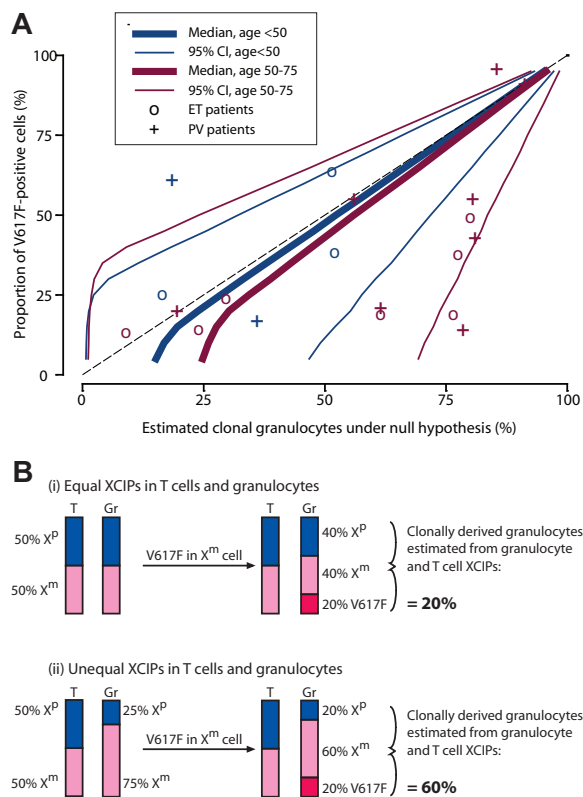 A
Median, age <50
95% CI, age<50
Median, age 50-75
95% CI, age 50-75
o ET patients
+ PV patients
Proportion of V617F-positive cells (%)
100
75
50
25
0
0 25 50 75 100
Estimated clonal granulocytes under null hypothesis (%)
B
(i) Equal XCIPs in T cells and granulocytes
T Gr T Gr
50% Xp
50% Xm
V617F in Xm cell
40% Xp
40% Xm
20% V617F
Clonally derived granulocytes
estimated from granulocyte
and T cell XCIPs:
= 20%
(ii) Unequal XCIPs in T cells and granulocytes
T Gr T Gr
50% Xp 25% Xp
50% Xm 75% Xm
V617F in Xm cell
20% Xp
60% Xm
20% V617F
Clonally derived granulocytes
estimated from granulocyte
and T cell XCIPs:
= 60%